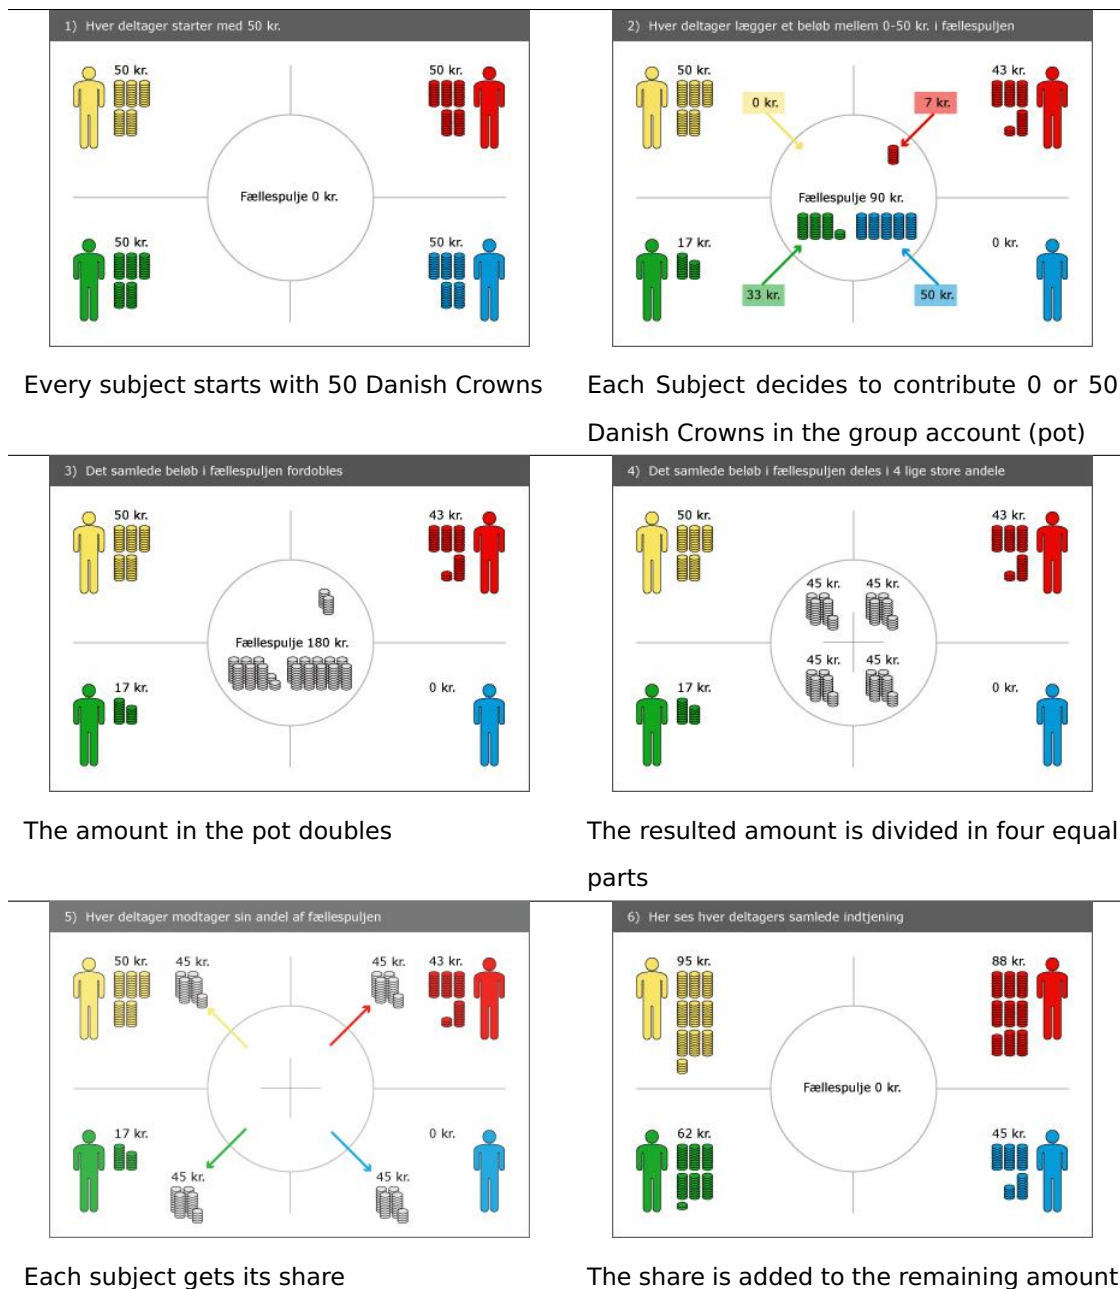 1) Hver deltager starter med 50 kr.
50 kr.
50 kr.
Fællespulje 0 kr.
50 kr.
50 kr.
2) Hver deltager lægger et beløb mellem 0-50 kr. i fællespuljen
50 kr.
43 kr.
0 kr.
7 kr.
Fællespulje 90 kr.
17 kr.
0 kr.
33 kr.
50 kr.
Every subject starts with 50 Danish Crowns
Each Subject decides to contribute 0 or 50
Danish Crowns in the group account (pot)
3) Det samlede beløb i fællespuljen fordobles
50 kr.
43 kr.
Fællespulje 180 kr.
17 kr.
0 kr.
4) Det samlede beløb i fællespuljen deles i 4 lige store andele
50 kr.
43 kr.
45 kr.
45 kr.
45 kr.
45 kr.
17 kr.
0 kr.
The amount in the pot doubles
The resulted amount is divided in four equal
parts
5) Hver deltager modtager sin andel af fællespuljen
50 kr.
45 kr.
45 kr.
43 kr.
17 kr.
0 kr.
45 kr.
45 kr.
6) Her ses hver deltagers samlede indtjening
95 kr.
88 kr.
Fællespulje 0 kr.
62 kr.
45 kr.
Each subject gets its share
The share is added to the remaining amount